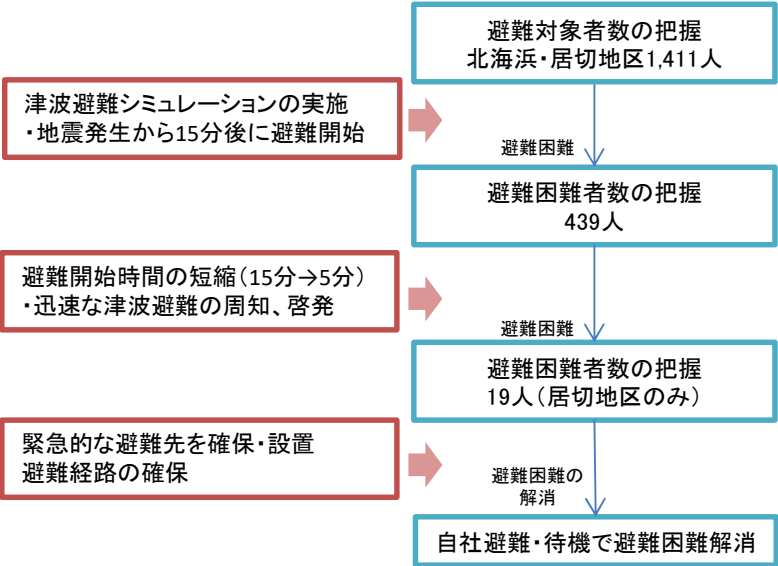 避難対象者数の把握
北海浜・居切地区1,411人
津波避難シミュレーションの実施
・地震発生から15分後に避難開始
避難困難
避難困難者数の把握
439人
避難開始時間の短縮(15分→5分)
・迅速な津波避難の周知、啓発
避難困難
避難困難者数の把握
19人(居切地区のみ)
緊急的な避難先を確保・設置
避難経路の確保
避難困難の
解消
自社避難・待機で避難困難解消